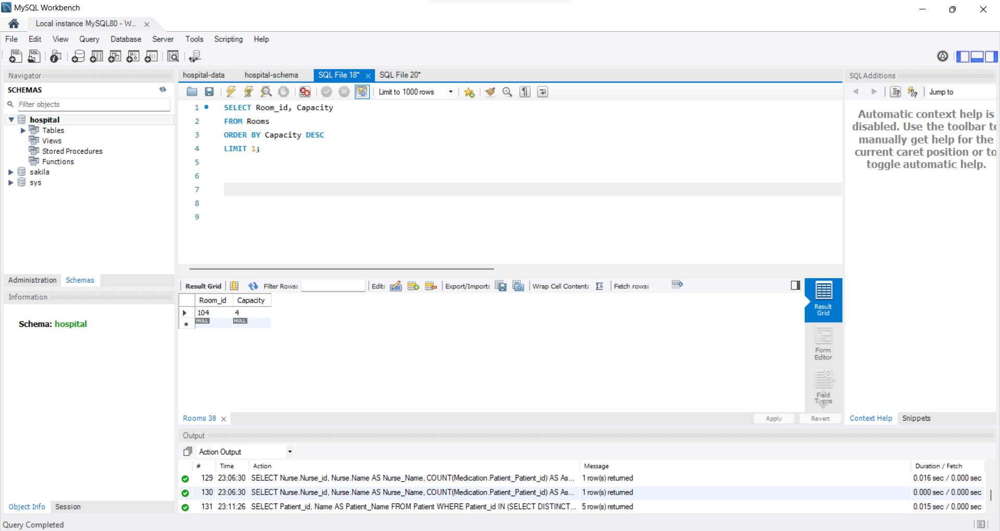 MySQL Workbench
Local instance MySQL80 - W...
File Edit View Query Database Server Tools Scripting Help
Navigator
SCHEMAS
Filter objects
hospital
Tables
Views
Stored Procedures
Functions
sakila
sys
Administration Schemas
Information
Schema: hospital
Object Info Session
Query Completed
hospital-data hospital-schema SQL File 18* SQL File 20*
Limit to 1000 rows
1 SELECT Room_id, Capacity
2 FROM Rooms
3 ORDER BY Capacity DESC
4 LIMIT 1;
5
6
7
8
9
Result Grid Filter Rows: Edit: Export/Import: Wrap Cell Content: Fetch rows:
Room_id Capacity
104 4
NULL NULL
Result
Grid
Form
Editor
Field
Types
Rooms 38 Apply Revert
SQLAdditions
Jump to
Automatic context help is
disabled. Use the toolbar to
manually get help for the
current caret position or to
toggle automatic help.
Context Help Snippets
Output
Action Output
# Time Action Message Duration / Fetch
129 23:06:30 SELECT Nurse.Nurse_id, Nurse.Name AS Nurse_Name, COUNT(Medication.Patient_Patient_id) AS As... 1 row(s) returned 0.016 sec / 0.000 sec
130 23:06:30 SELECT Nurse.Nurse_id, Nurse.Name AS Nurse_Name, COUNT(Medication.Patient_Patient_id) AS As... 1 row(s) returned 0.000 sec / 0.000 sec
131 23:11:26 SELECT Patient_id, Name AS Patient_Name FROM Patient WHERE Patient_id IN (SELECT DISTINCT... 5 row(s) returned 0.015 sec / 0.000 sec